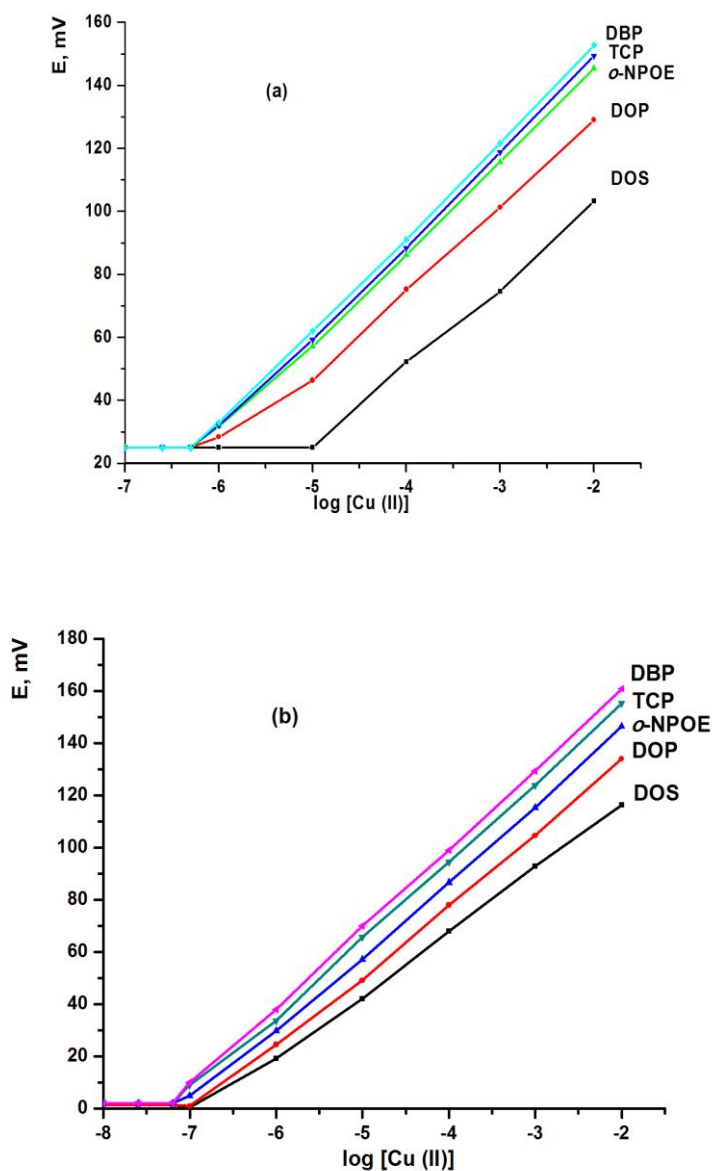 E, mV
160
140
120
100
80
60
40
20
(a)
DBP
TCP
o-NPOE
DOP
DOS
-7 -6 -5 -4 -3 -2
log [Cu (II)]
E, mV
180
160
140
120
100
80
60
40
20
0
(b)
DBP
TCP
o-NPOE
DOP
DOS
-8 -7 -6 -5 -4 -3 -2
log [Cu (II)]